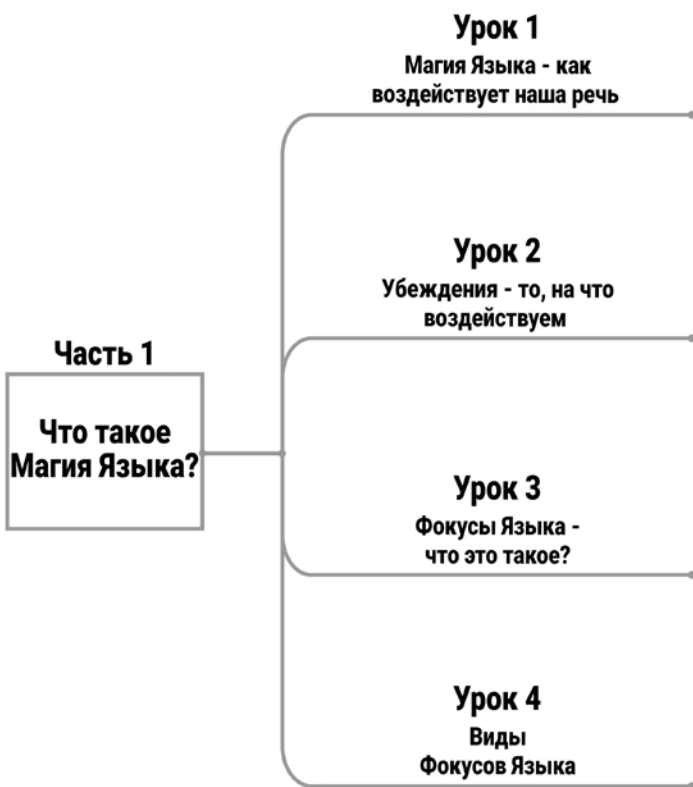 Урок 1
Магия Языка - как
воздействует наша речь
Урок 2
Убеждения - то, на что
воздействуем
Часть 1
Что такое
Магия Языка?
Урок 3
Фокусы Языка -
что это такое?
Урок 4
Виды
Фокусов Языка